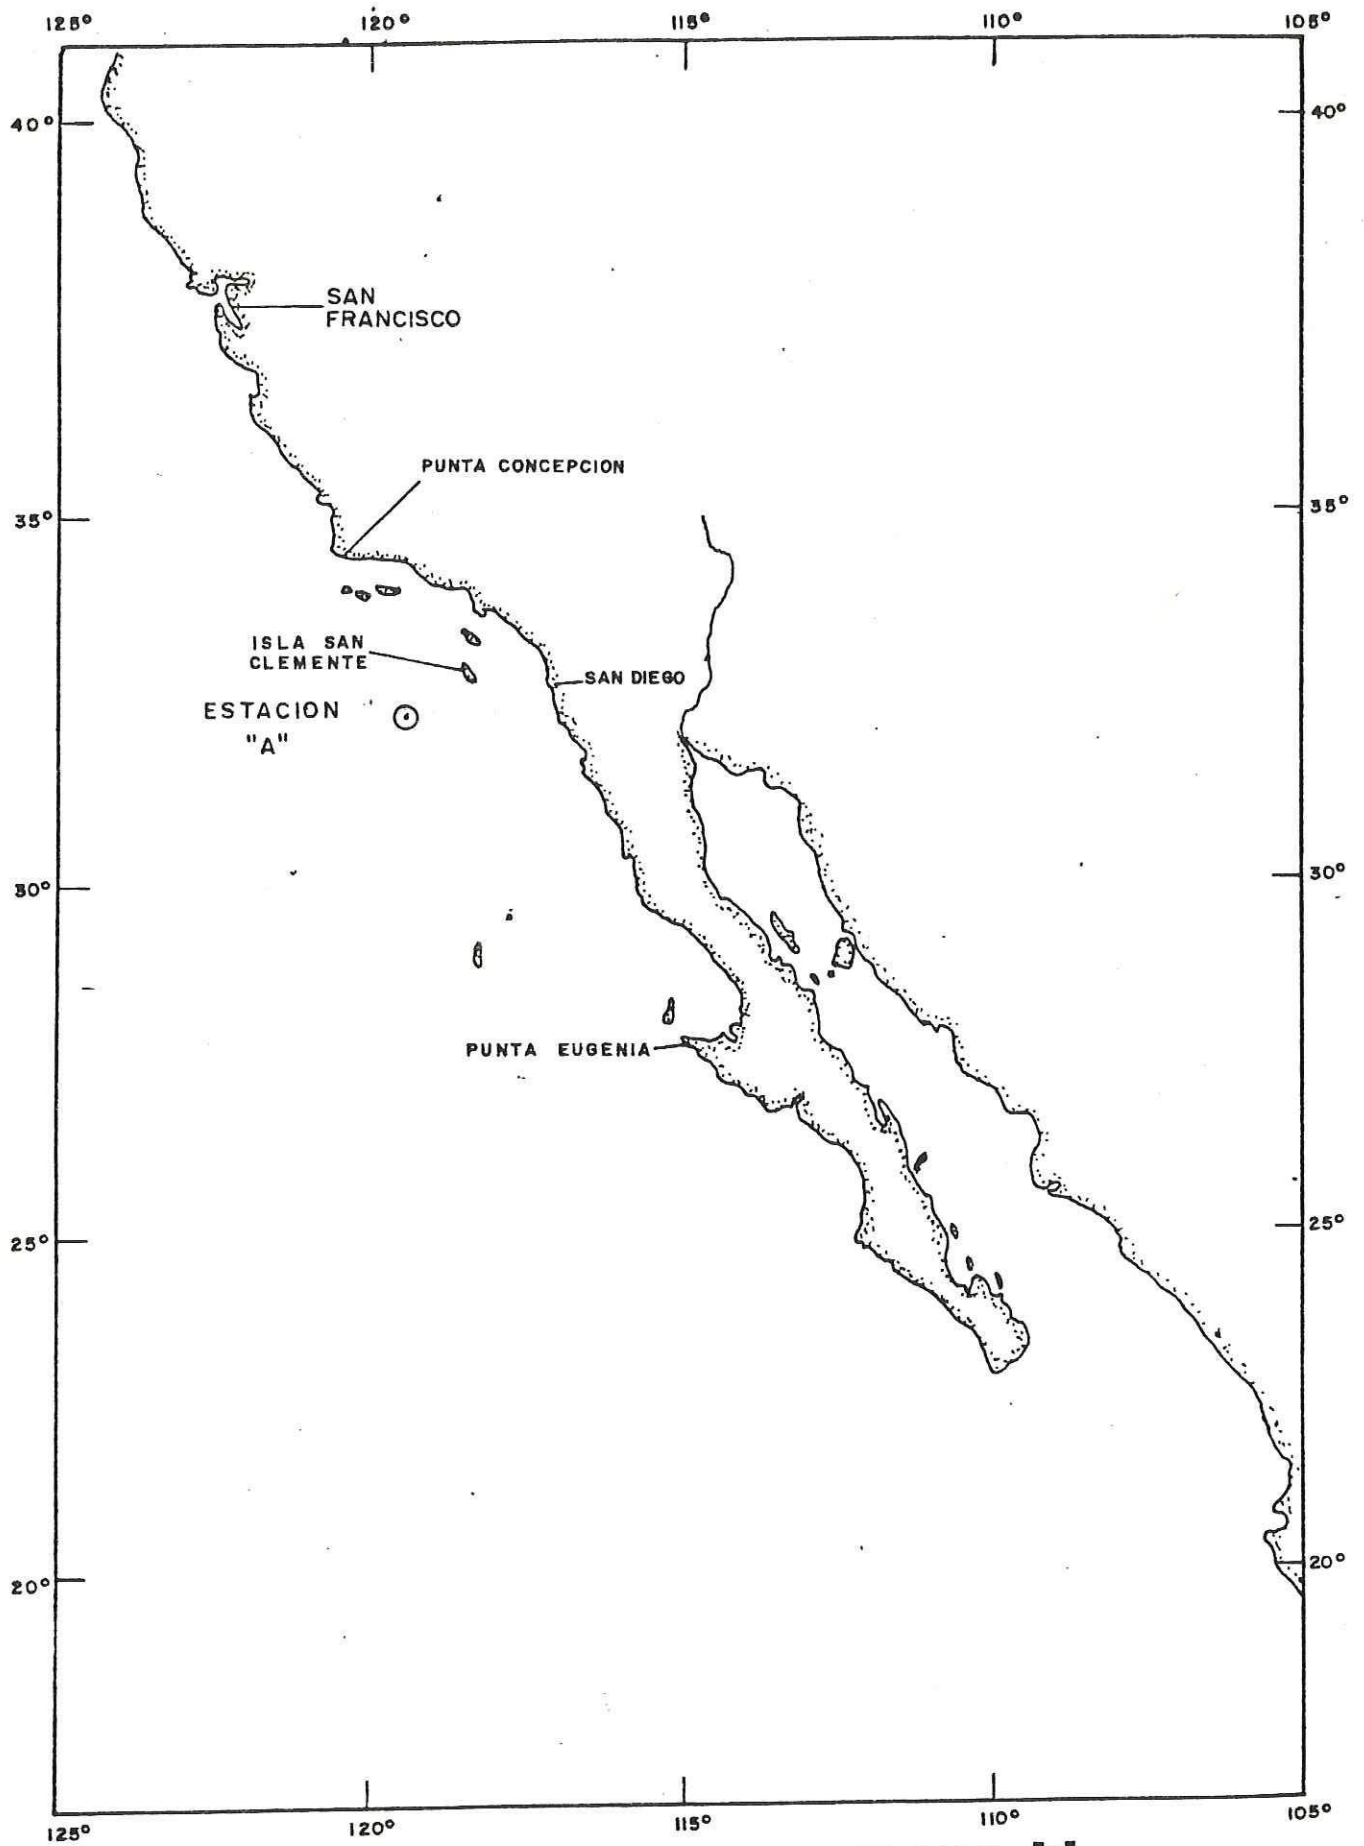 125° 120° 115° 110° 105°
40° 40°
SAN
FRANCISCO
PUNTA CONCEPCION
35° 35°
ISLA SAN
CLEMENTE
SAN DIEGO
ESTACION
"A"
30° 30°
PUNTA EUGENIA
25° 25°
20° 20°
125° 120° 115° 110° 105°